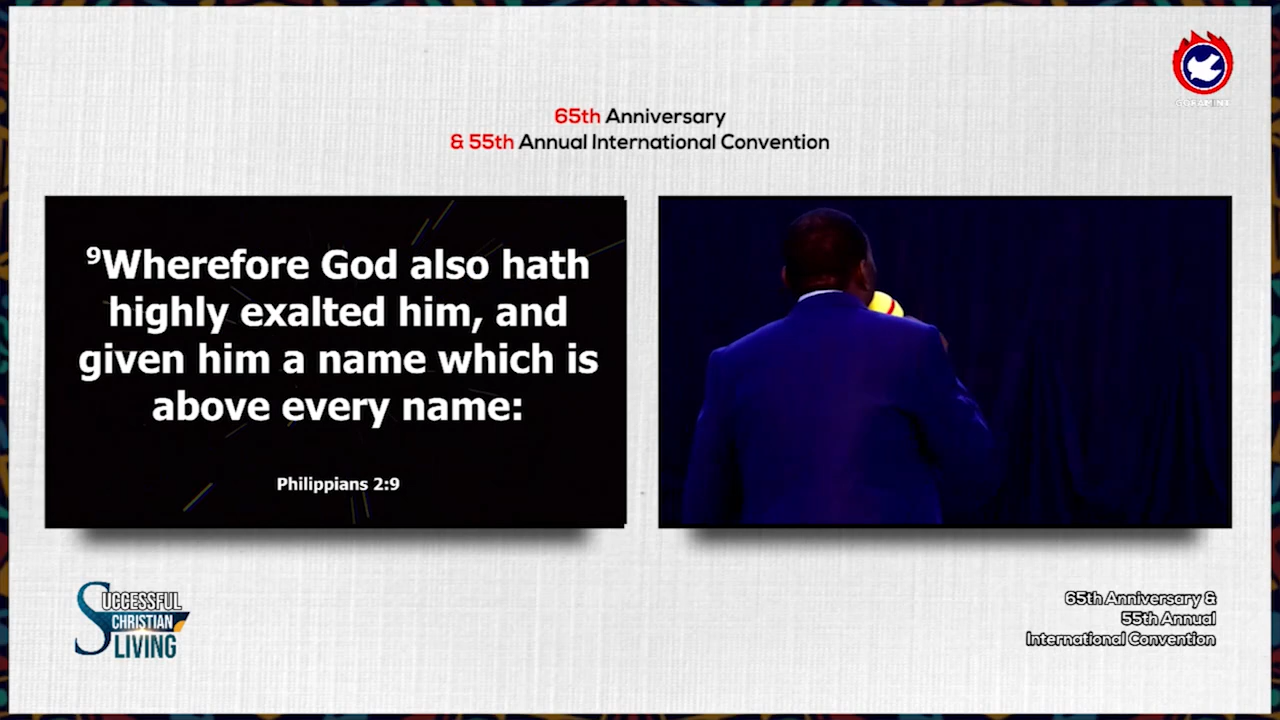 GOFAMINT
65th Anniversary
& 55th Annual International Convention
⁹Wherefore God also hath
highly exalted him, and
given him a name which is
above every name:
Philippians 2:9
SUCCESSFUL
CHRISTIAN
LIVING
65th Anniversary &
55th Annual
International Convention